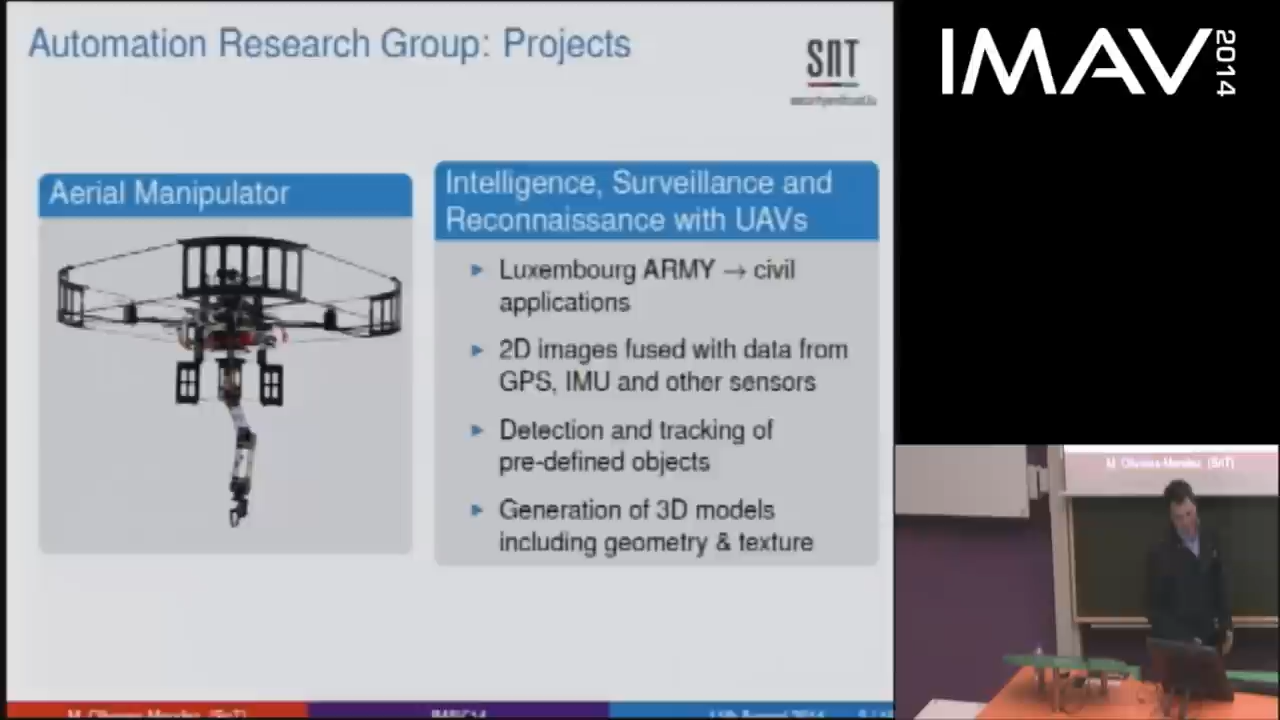 Automation Research Group: Projects
SNT
Aerial Manipulator
Intelligence, Surveillance and
Reconnaissance with UAVs
Luxembourg ARMY → civil
applications
2D images fused with data from
GPS, IMU and other sensors
Detection and tracking of
pre-defined objects
Generation of 3D models
including geometry & texture
IMAV 2014
(SnT)